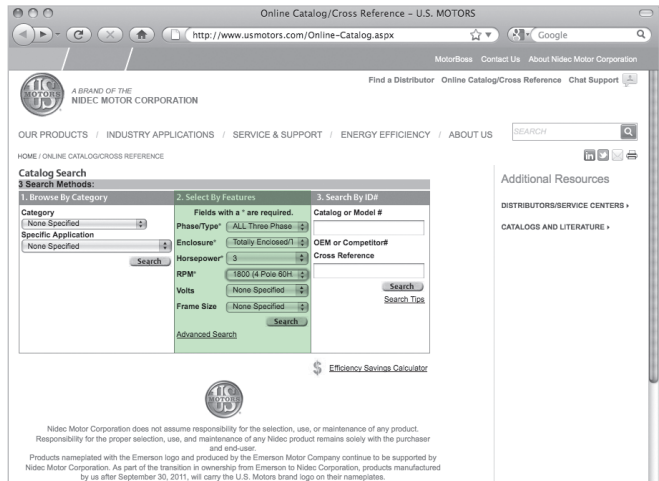 Online Catalog/Cross Reference – U.S. MOTORS
http://www.usmotors.com/Online-Catalog.aspx
Google
MotorBoss Contact Us About Nidec Motor Corporation
Find a Distributor Online Catalog/Cross Reference Chat Support
US
MOTORS
A BRAND OF THE
NIDEC MOTOR CORPORATION
OUR PRODUCTS / INDUSTRY APPLICATIONS / SERVICE & SUPPORT / ENERGY EFFICIENCY / ABOUT US
SEARCH
HOME / ONLINE CATALOG/CROSS REFERENCE
in
Catalog Search
3 Search Methods:
1. Browse By Category
Category
None Specified
Specific Application
None Specified
Search
2. Select By Features
Fields with a * are required.
Phase/Type* ALL Three Phase
Enclosure* Totally Enclosed/T
Horsepower* 3
RPM* 1800 (4 Pole 60H
Volts None Specified
Frame Size None Specified
Search
Advanced Search
3. Search By ID#
Catalog or Model #
OEM or Competitor#
Cross Reference
Search
Search Tips
Additional Resources
DISTRIBUTORS/SERVICE CENTERS
CATALOGS AND LITERATURE
$ Efficiency Savings Calculator
US
MOTORS
Nidec Motor Corporation does not assume responsibility for the selection, use, or maintenance of any product.
Responsibility for the proper selection, use, and maintenance of any Nidec product remains solely with the purchaser
and end-user.
Products nameplated with the Emerson logo and produced by the Emerson Motor Company continue to be supported by
Nidec Motor Corporation. As part of the transition in ownership from Emerson to Nidec Corporation, products manufactured
by us after September 30, 2011, will carry the U.S. Motors brand logo on their nameplates.